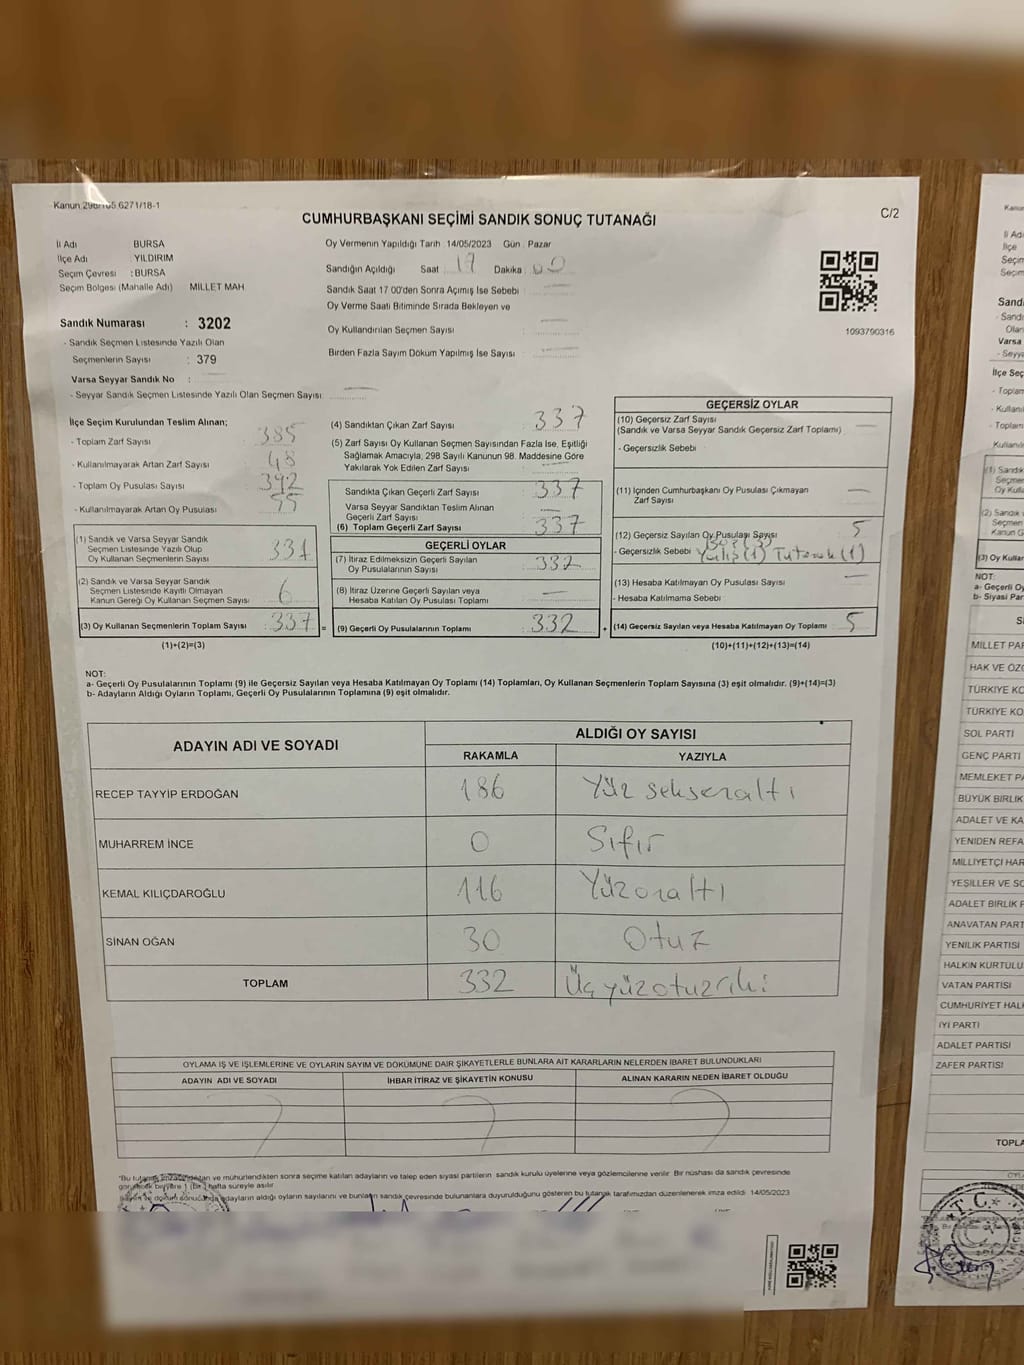 Kanun 298/105 6271/18-1
CUMHURBAŞKANI SEÇİMİ SANDIK SONUÇ TUTANAĞI
C/2
İl Adı BURSA
İlçe Adı : YILDIRIM
Seçim Çevresi : BURSA
Seçim Bölgesi (Mahalle Adı) MİLLET MAH
Sandık Numarası : 3202
- Sandık Seçmen Listesinde Yazılı Olan
Seçmenlerin Sayısı : 379
Varsa Seyyar Sandık No :
- Seyyar Sandık Seçmen Listesinde Yazılı Olan Seçmen Sayısı
Oy Vermenin Yapıldığı Tarih 14/05/2023 Gün Pazar
Sandığın Açıldığı Saat 17 Dakika 00
Sandık Saat 17 00'den Sonra Açmış İse Sebebi
Oy Verme Saati Bitiminde Sırada Bekleyen ve
Oy Kullandırılan Seçmen Sayısı :
Birden Fazla Sayım Döküm Yapılmış İse Sayısı :
1093790316
İlçe Seçim Kurulundan Teslim Alınan;
- Toplam Zarf Sayısı : 385
- Kullanılmayarak Artan Zarf Sayısı : 48
- Toplam Oy Pusulası Sayısı : 392
- Kullanılmayarak Artan Oy Pusulası 55
(1) Sandık ve Varsa Seyyar Sandık
Seçmen Listesinde Yazılı Olup
Oy Kullanan Seçmenlerin Sayısı : 331
(2) Sandık ve Varsa Seyyar Sandık
Seçmen Listesinde Kayıtlı Olmayan
Kanun Gereği Oy Kullanan Seçmen Sayısı 6
(3) Oy Kullanan Seçmenlerin Toplam Sayısı : 337 =
(1)+(2)=(3)
(4) Sandıktan Çıkan Zarf Sayısı : 337
(5) Zarf Sayısı Oy Kullanan Seçmen Sayısından Fazla İse, Eşitliği
Sağlamak Amacıyla, 298 Sayılı Kanunun 98. Maddesine Göre
Yakılarak Yok Edilen Zarf Sayısı :
Sandıkta Çıkan Geçerli Zarf Sayısı : 337
Varsa Seyyar Sandıktan Teslim Alınan
Geçerli Zarf Sayısı
(6) Toplam Geçerli Zarf Sayısı : 337
GEÇERLİ OYLAR
(7) İtiraz Edilmeksizin Geçerli Sayılan
Oy Pusulalarının Sayısı : 332
(8) İtiraz Üzerine Geçerli Sayılan veya
Hesaba Katılan Oy Pusulası Toplamı :
(9) Geçerli Oy Pusulalarının Toplamı : 332 +
GEÇERSİZ OYLAR
(10) Geçersiz Zarf Sayısı
(Sandık ve Varsa Seyyar Sandık Geçersiz Zarf Toplamı)
- Geçersizlik Sebebi
(11) İçinden Cumhurbaşkanı Oy Pusulası Çıkmayan
Zarf Sayısı
(12) Geçersiz Sayılan Oy Pusulası Sayısı 5
- Geçersizlik Sebebi
(13) Hesaba Katılmayan Oy Pusulası Sayısı
- Hesaba Katılmama Sebebi
(14) Geçersiz Sayılan veya Hesaba Katılmayan Oy Toplamı : 5
(10)+(11)+(12)+(13)=(14)
NOT:
a- Geçerli Oy Pusulalarının Toplamı (9) ile Geçersiz Sayılan veya Hesaba Katılmayan Oy Toplamı (14) Toplamları, Oy Kullanan Seçmenlerin Toplam Sayısına (3) eşit olmalıdır. (9)+(14)=(3)
b- Adayların Aldığı Oyların Toplamı, Geçerli Oy Pusulalarının Toplamına (9) eşit olmalıdır.
ADAYIN ADI VE SOYADI
ALDIĞI OY SAYISI
RAKAMLA YAZIYLA
RECEP TAYYİP ERDOĞAN 186 Yüz seksenaltı
MUHARREM İNCE 0 Sıfır
KEMAL KILIÇDAROĞLU 116 Yüzonaltı
SİNAN OĞAN 30 Otuz
TOPLAM 332 Üçyüzotuziki
OYLAMA İŞ VE İŞLEMLERİNE VE OYLARIN SAYIM VE DÖKÜMÜNE DAİR ŞİKAYETLERLE BUNLARA AİT KARARLARIN NELERDEN İBARET BULUNDUKLARI
ADAYIN ADI VE SOYADI İHBAR İTİRAZ VE ŞİKAYETİN KONUSU ALINAN KARARIN NEDEN İBARET OLDUĞU
ve mühürlendikten sonra seçime katılan adayların ve talep eden siyasi partilerin sandık kurulu üyelerine veya gözlemcilerine verilir Bir nüshası da sandık çevresinde
hafta süreyle asılır
adayların aldığı oyların sayılarını ve bunların sandık çevresinde bulunanlara duyurulduğunu gösteren bu tutanak tarafımızdan düzenlenerek imza edildi 14/05/2023
MİLLET PAR
HAK VE ÖZG
TÜRKİYE KO
TÜRKİYE KO
SOL PARTİ
GENÇ PARTİ
MEMLEKET PA
BÜYÜK BİRLİK
ADALET VE KA
YENİDEN REFA
MİLLİYETÇİ HAR
YEŞİLLER VE SO
ADALET BİRLİK P
ANAVATAN PART
YENİLİK PARTİSİ
HALKIN KURTULU
VATAN PARTİSİ
CUMHURİYET HAL
İYİ PARTİ
ADALET PARTİSİ
ZAFER PARTİSİ
TOPLA
T.C.